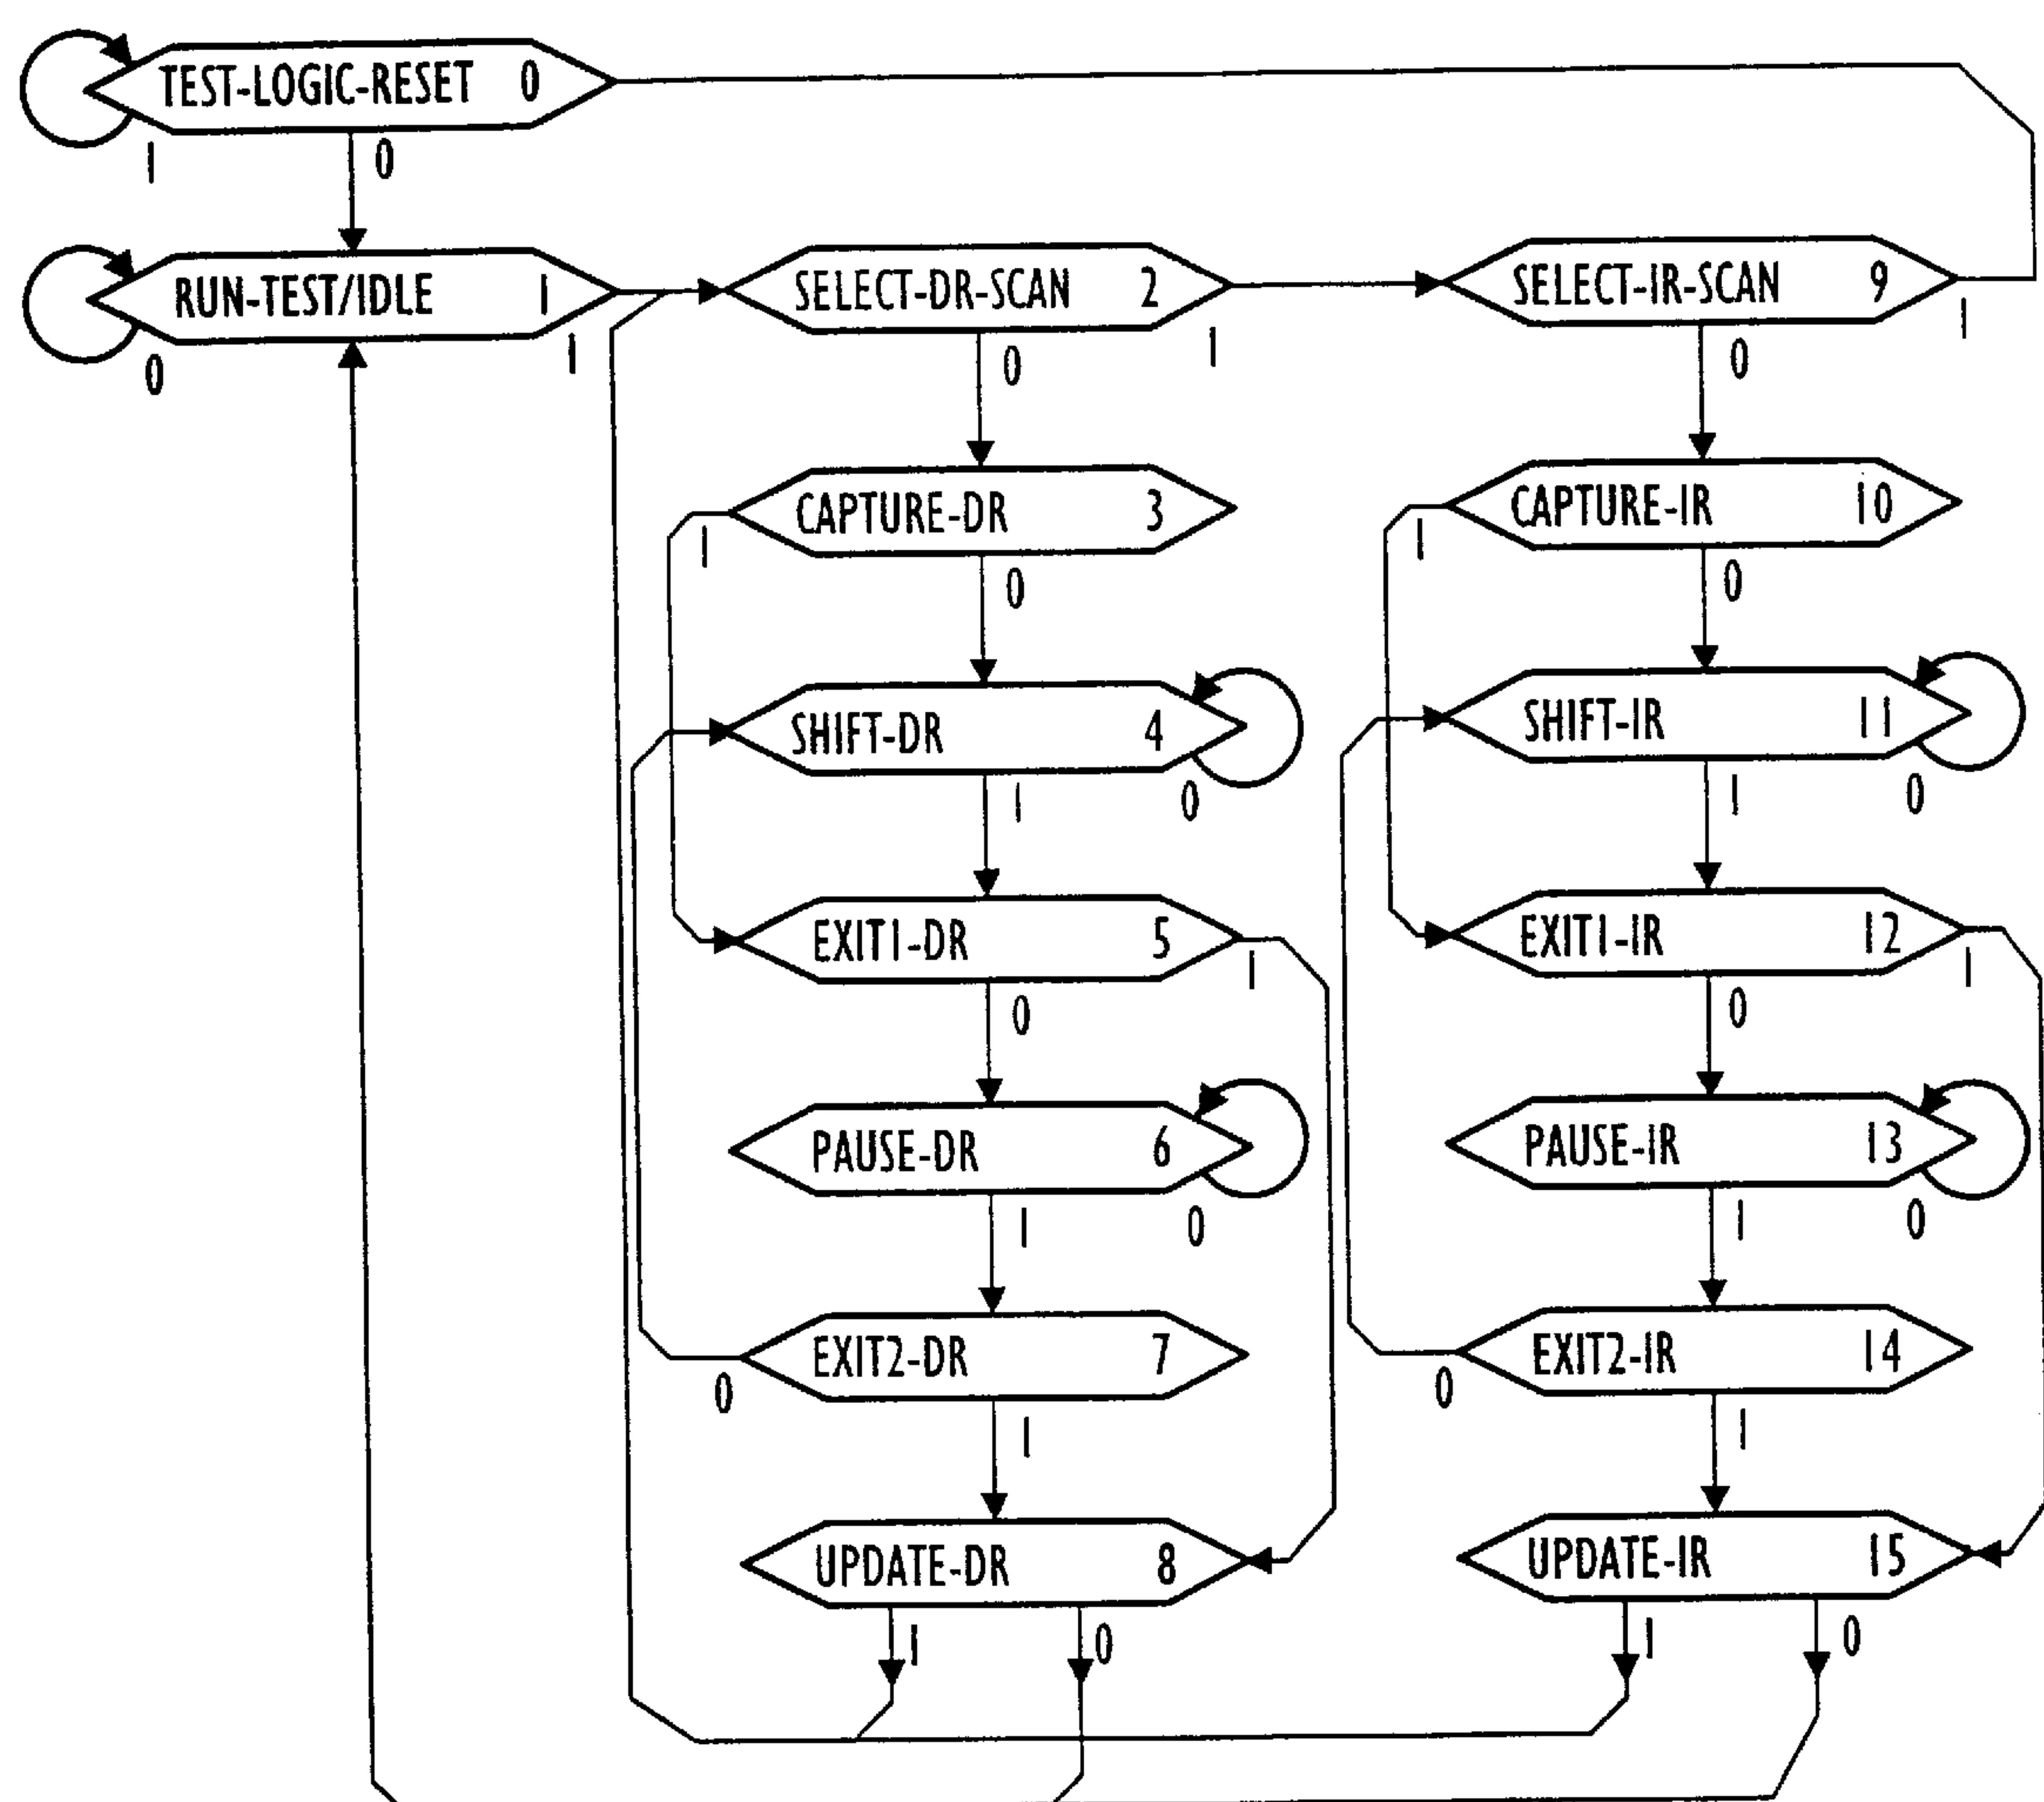 TEST-LOGIC-RESET 0
1
0
RUN-TEST/IDLE 1
0
1
SELECT-DR-SCAN 2
0
1
SELECT-IR-SCAN 9
0
1
CAPTURE-DR 3
1
0
CAPTURE-IR 10
1
0
SHIFT-DR 4
1
0
SHIFT-IR 11
1
0
EXIT1-DR 5
0
1
EXIT1-IR 12
0
1
PAUSE-DR 6
1
0
PAUSE-IR 13
1
0
EXIT2-DR 7
0
1
EXIT2-IR 14
0
1
UPDATE-DR 8
1
0
UPDATE-IR 15
1
0